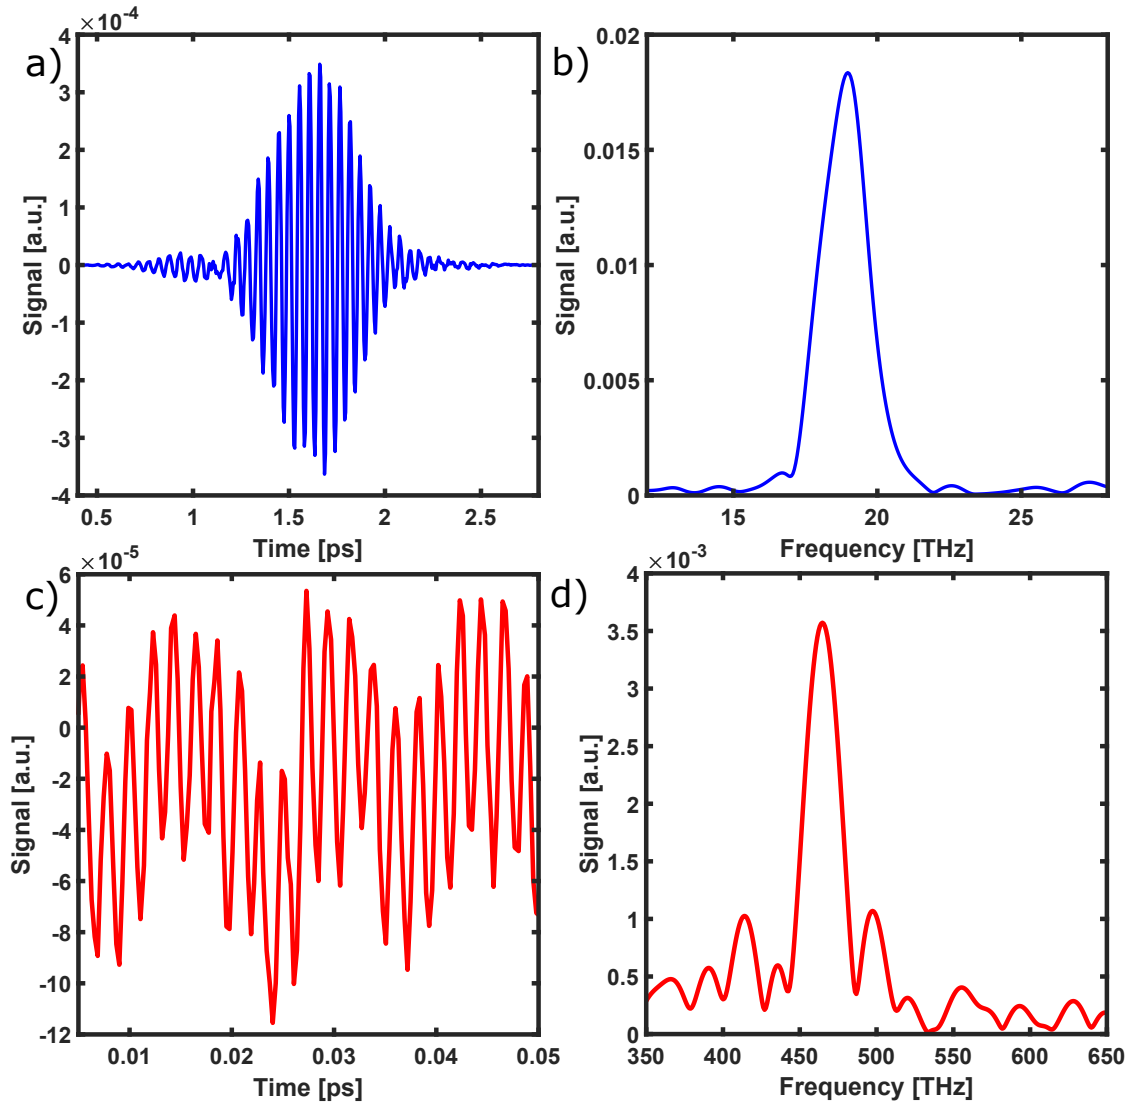 ×10⁻⁴
a)
4
3
2
1
0
-1
-2
-3
-4
Signal [a.u.]
0.5 1 1.5 2 2.5
Time [ps]
b)
0.02
0.015
0.01
0.005
0
Signal [a.u.]
15 20 25
Frequency [THz]
×10⁻⁵
c)
6
4
2
0
-2
-4
-6
-8
-10
-12
Signal [a.u.]
0.01 0.02 0.03 0.04 0.05
Time [ps]
×10⁻³
d)
4
3.5
3
2.5
2
1.5
1
0.5
0
Signal [a.u.]
350 400 450 500 550 600 650
Frequency [THz]